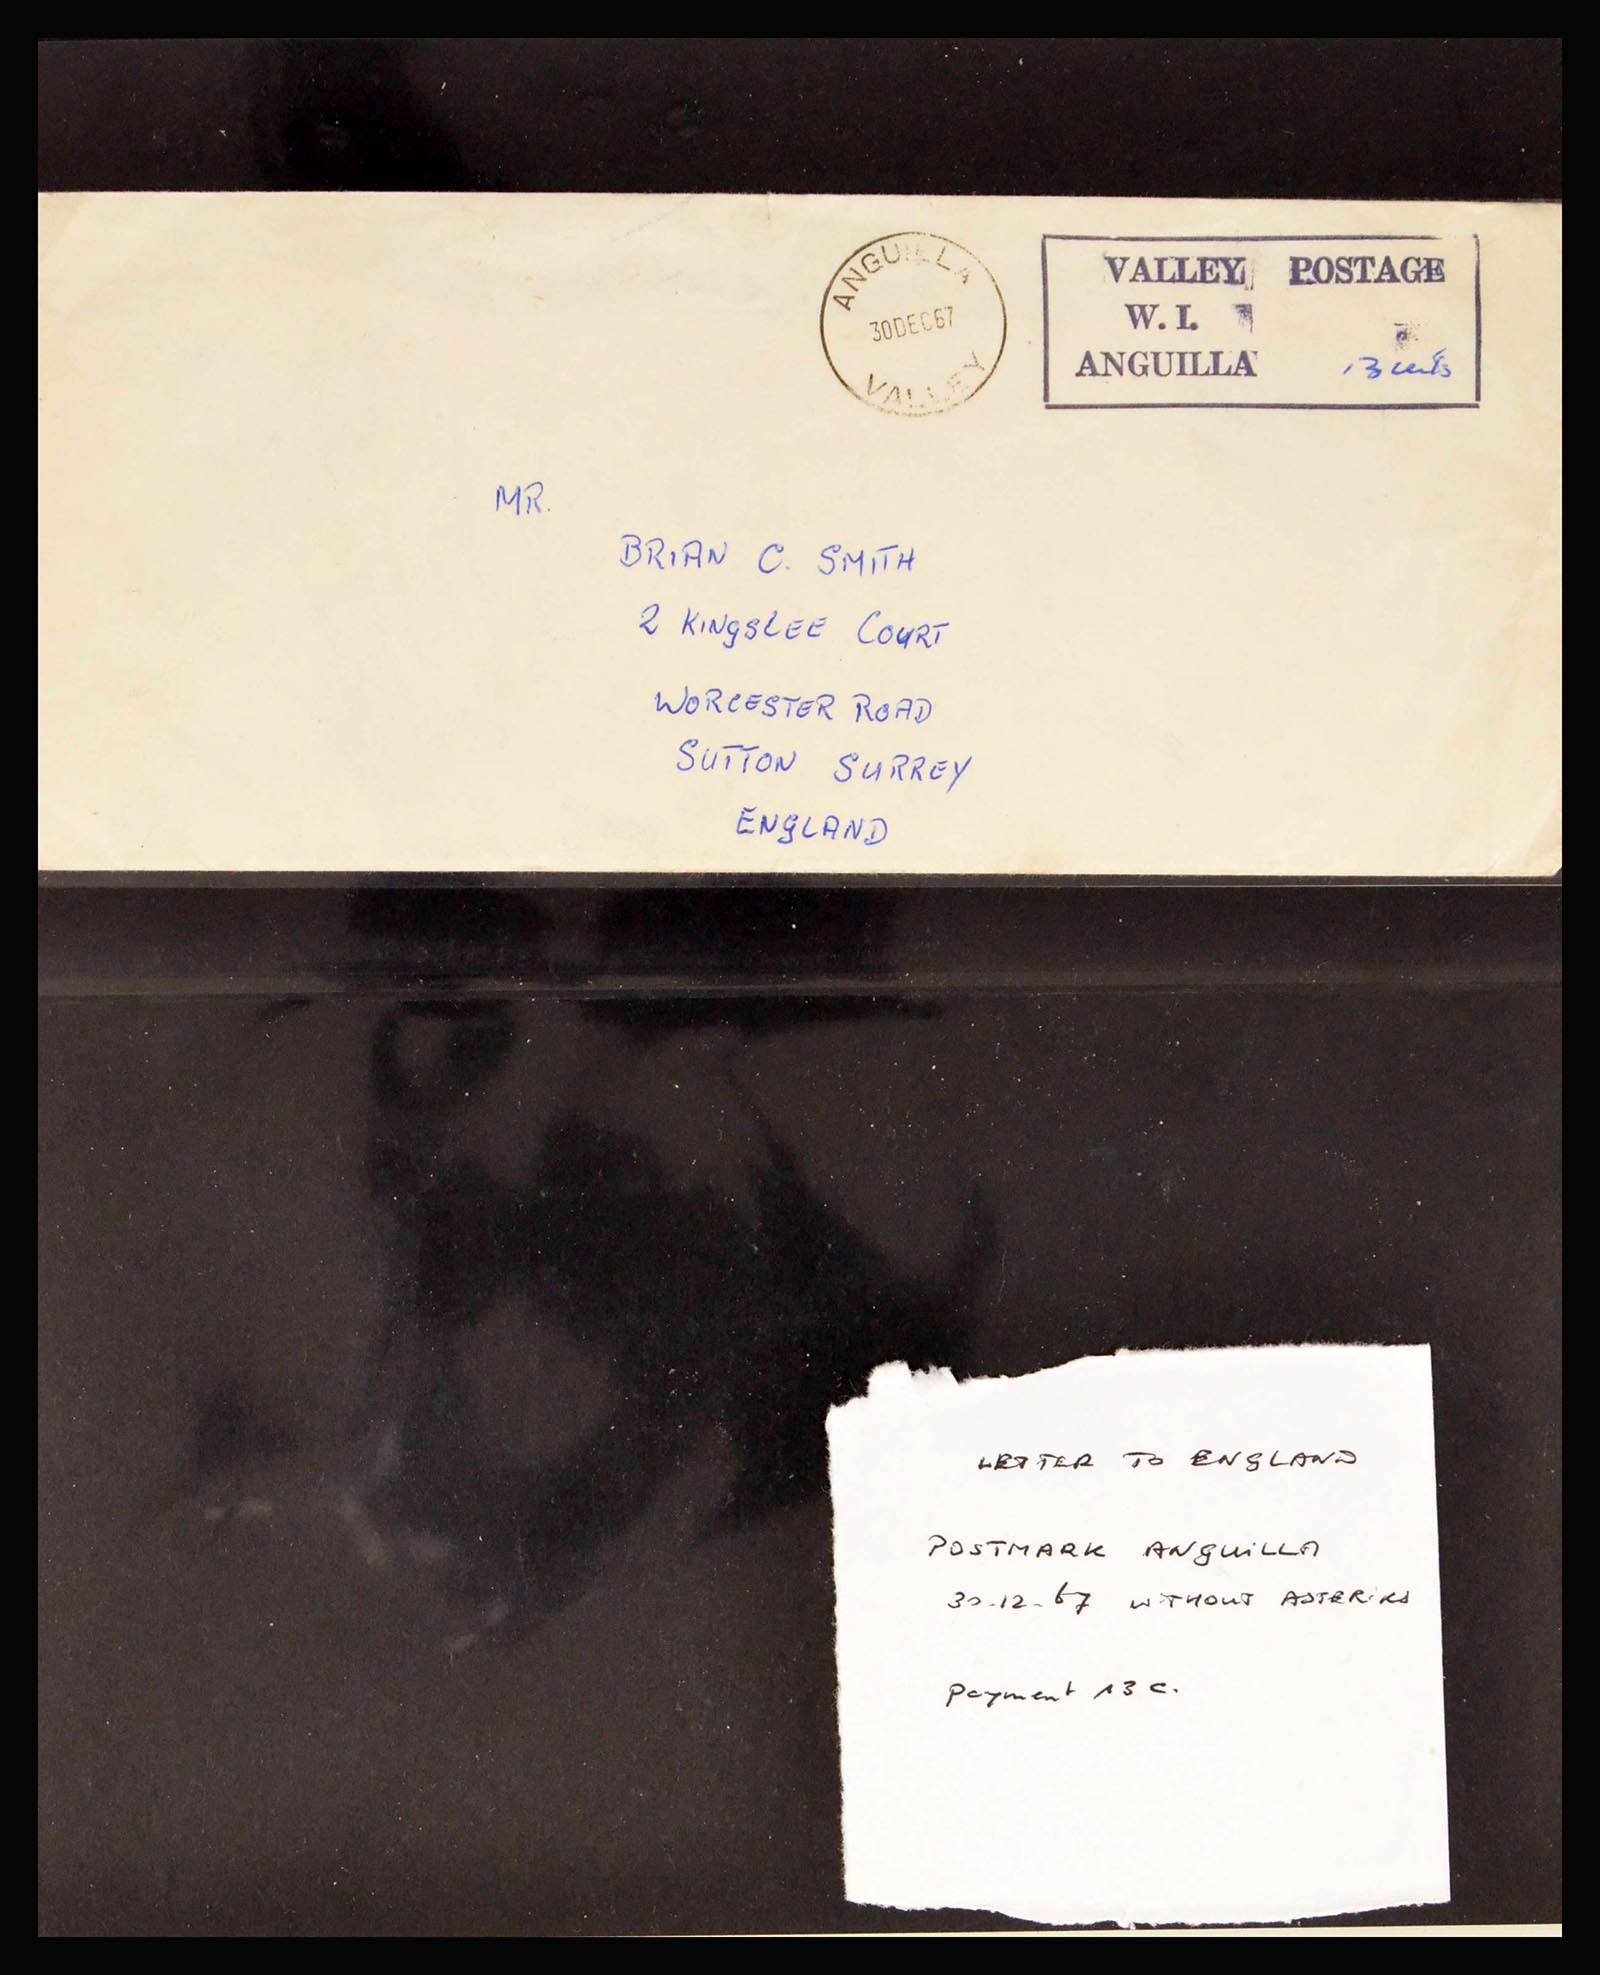 ANGUILLA
30DEC67
VALLEY
VALLEY POSTAGE
W. I.
ANGUILLA 13 cents
MR.
BRIAN C. SMITH
2 KINGSLEE COURT
WORCESTER ROAD
SUTTON SURREY
ENGLAND
LETTER TO ENGLAND
POSTMARK ANGUILLA
30-12-67 WITHOUT ASTERIKS
Payment 13 c.